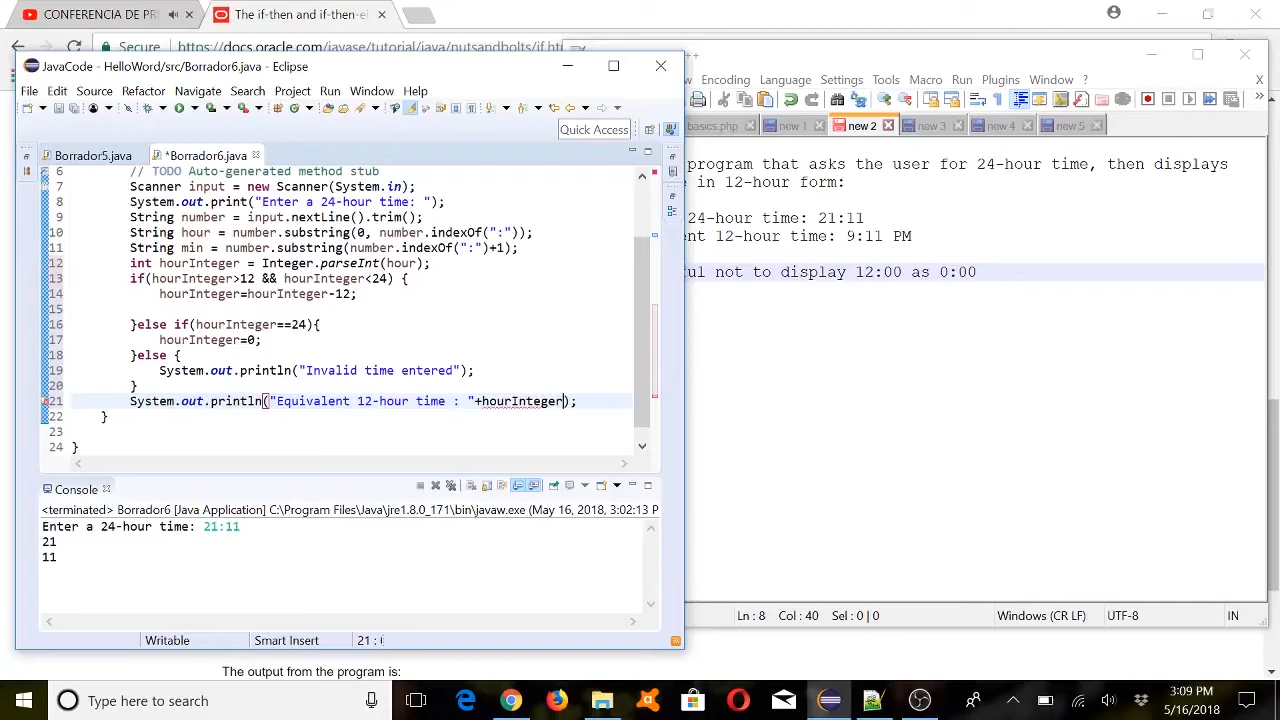 CONFERENCIA DE PR
The if-then and if-then-el
Secure
https://docs.oracle.com/javase/tutorial/java/nutsandbolts/if.ht
JavaCode - HelloWord/src/Borrador6.java - Eclipse
File Edit Source Refactor Navigate Search Project Run Window Help
Quick Access
Borrador5.java
*Borrador6.java
6 // TODO Auto-generated method stub
7 Scanner input = new Scanner(System.in);
8 System.out.print("Enter a 24-hour time: ");
9 String number = input.nextLine().trim();
10 String hour = number.substring(0, number.indexOf(":"));
11 String min = number.substring(number.indexOf(":")+1);
12 int hourInteger = Integer.parseInt(hour);
13 if(hourInteger>12 && hourInteger<24) {
14 hourInteger=hourInteger-12;
15
16 }else if(hourInteger==24){
17 hourInteger=0;
18 }else {
19 System.out.println("Invalid time entered");
20 }
21 System.out.println("Equivalent 12-hour time : "+hourInteger);
22 }
23
24 }
Console
<terminated> Borrador6 [Java Application] C:\Program Files\Java\jre1.8.0_171\bin\javaw.exe (May 16, 2018, 3:02:13 P
Enter a 24-hour time: 21:11
21
11
Writable
Smart Insert
21 :
Encoding Language Settings Tools Macro Run Plugins Window ?
X
basics.php
new 1
new 2
new 3
new 4
new 5
program that asks the user for 24-hour time, then displays
e in 12-hour form:
24-hour time: 21:11
ent 12-hour time: 9:11 PM
ul not to display 12:00 as 0:00
Ln : 8 Col : 40 Sel : 0 | 0
Windows (CR LF)
UTF-8
IN
The output from the program is:
Type here to search
3:09 PM
5/16/2018